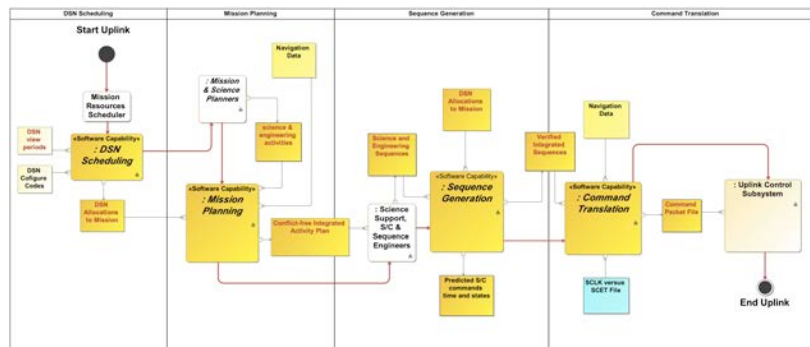 DSN Scheduling
Mission Planning
Sequence Generation
Command Translation
Start Uplink
Mission
Resources
Scheduler
DSN
view
periods
DSN
Cofigure
Codes
«Software Capability»
: DSN
Scheduling
DSN
Allocations
to Mission
: Mission
& Science
Planners
Navigation
Data
science &
engineering
activities
«Software Capability»
: Mission
Planning
Conflict-free Integrated
Activity Plan
DSN
Allocations
to Mission
Science and
Engineering
Sequences
: Science
Support,
S/C &
Sequence
Engineers
«Software Capability»
: Sequence
Generation
Predicted S/C
commands
time and states
Verified
Integrated
Sequences
Navigation
Data
«Software Capability»
: Command
Translation
SCLK versus
SCET File
Command
Packet File
: Uplink Control
Subsystem
End Uplink